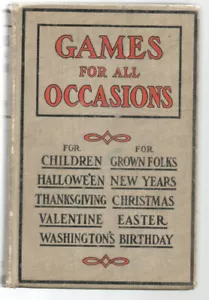 GAMES
FOR ALL
OCCASIONS
FOR FOR
CHILDREN GROWN FOLKS
HALLOWE'EN NEW YEARS
THANKSGIVING CHRISTMAS
VALENTINE EASTER
WASHINGTON'S BIRTHDAY